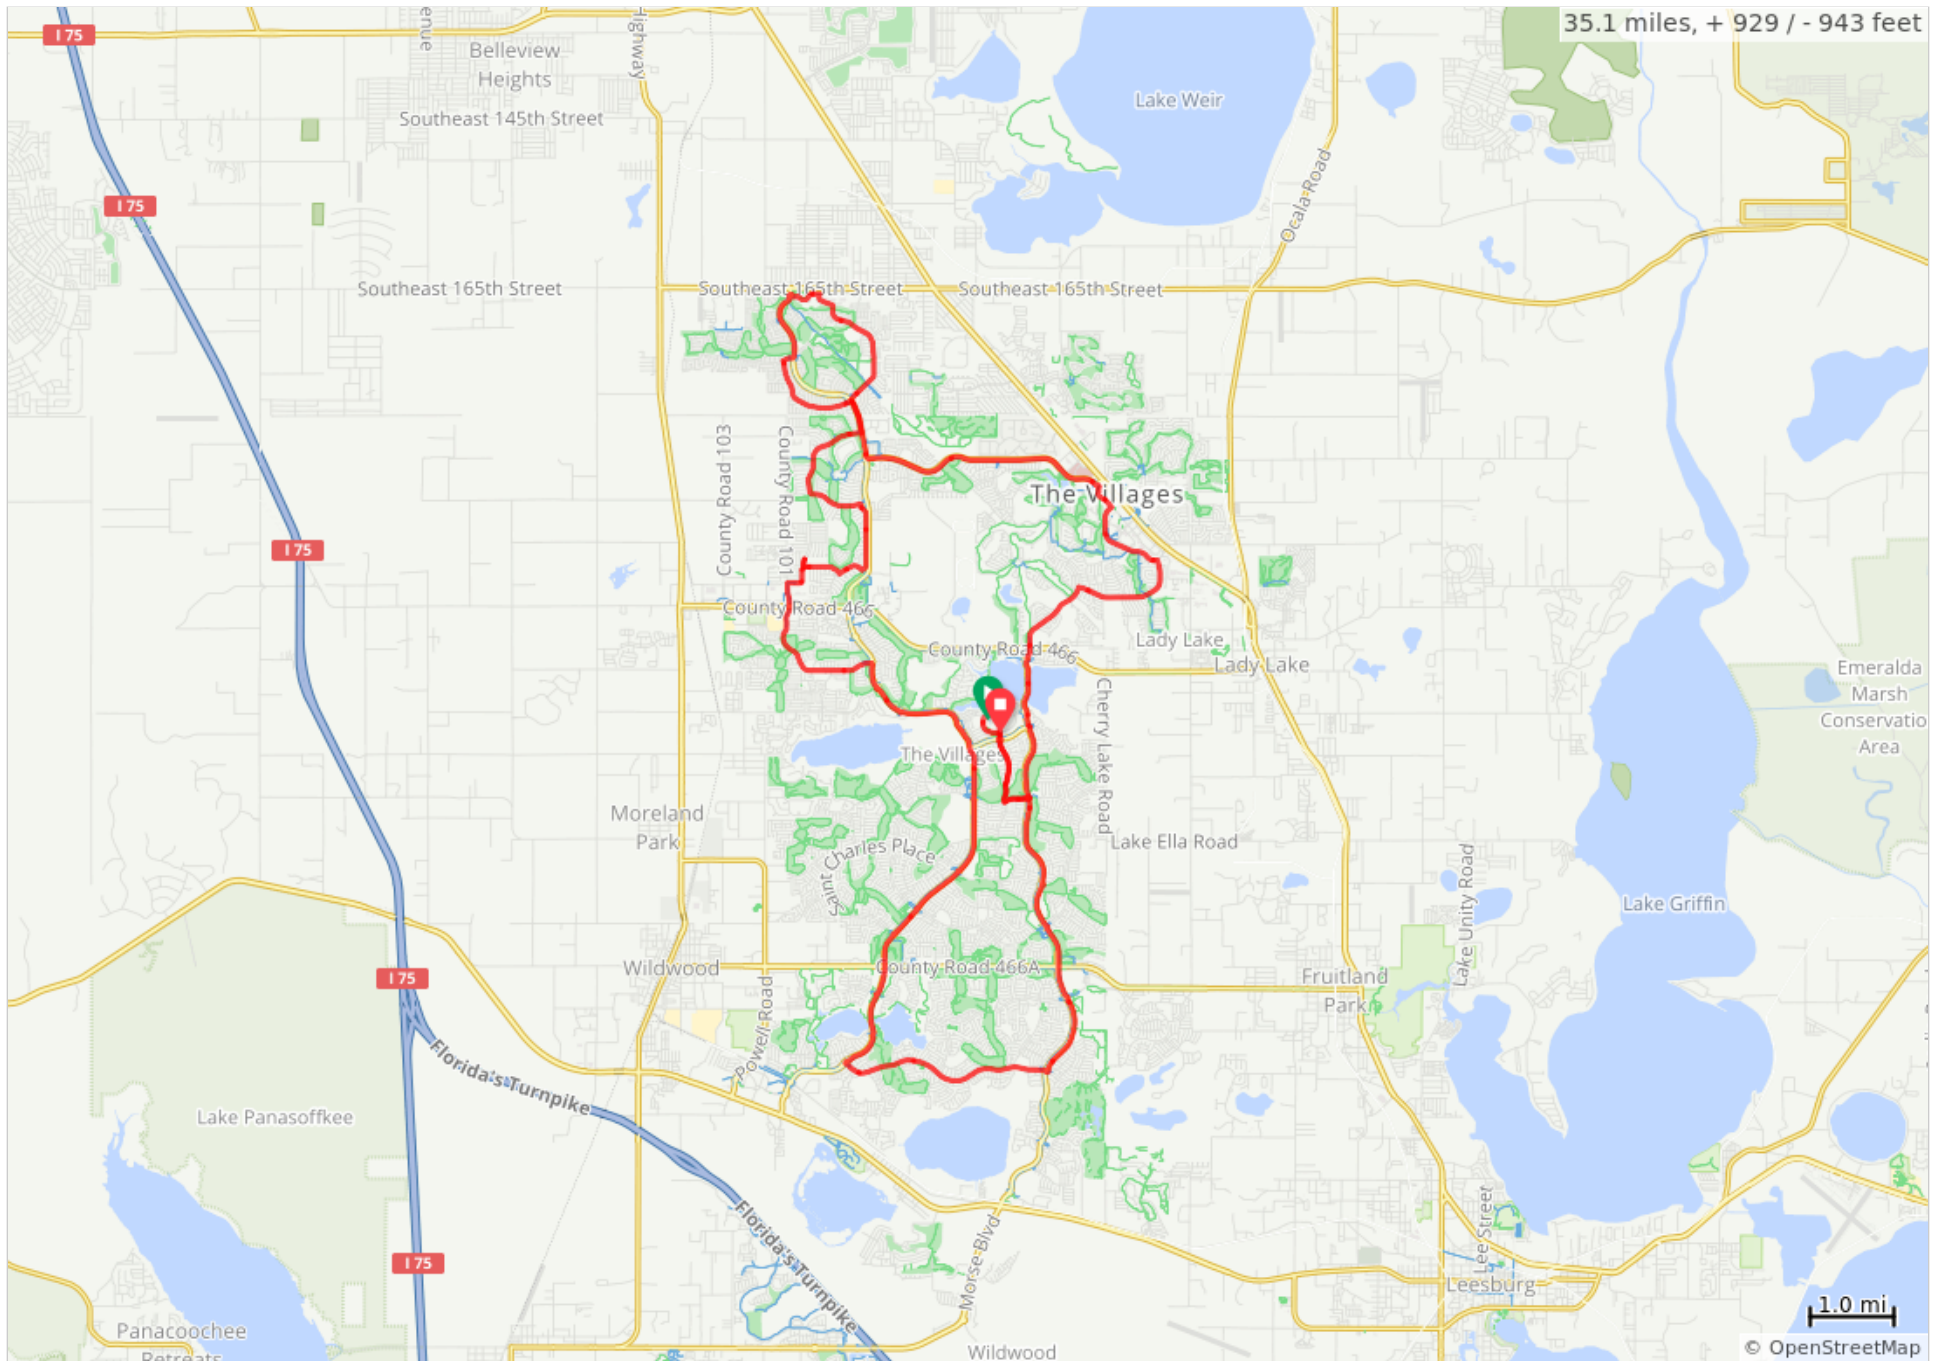 35.1 miles, + 929 / - 943 feet
I 75
enue
Highway
Belleview
Heights
Southeast 145th Street
Lake Weir
Ocala Road
I 75
Southeast 165th Street
Southeast 165th Street
Southeast 165th Street
County Road 103
County Road 101
The Villages
I 75
County Road 466
County Road 466
Lady Lake
Lady Lake
Emeralda
Marsh
Conservatio
Area
Cherry Lake Road
The Villages
Moreland
Park
Saint Charles Place
Lake Ella Road
Lake Unity Road
Lake Griffin
I 75
Wildwood
County Road 466A
Fruitland
Park
Powell Road
Florida's Turnpike
Lake Panasoffkee
Florida's Turnpike
Morse Blvd
Lee Street
I 75
Leesburg
1.0 mi
Panacoochee
Retreats
Wildwood
© OpenStreetMap